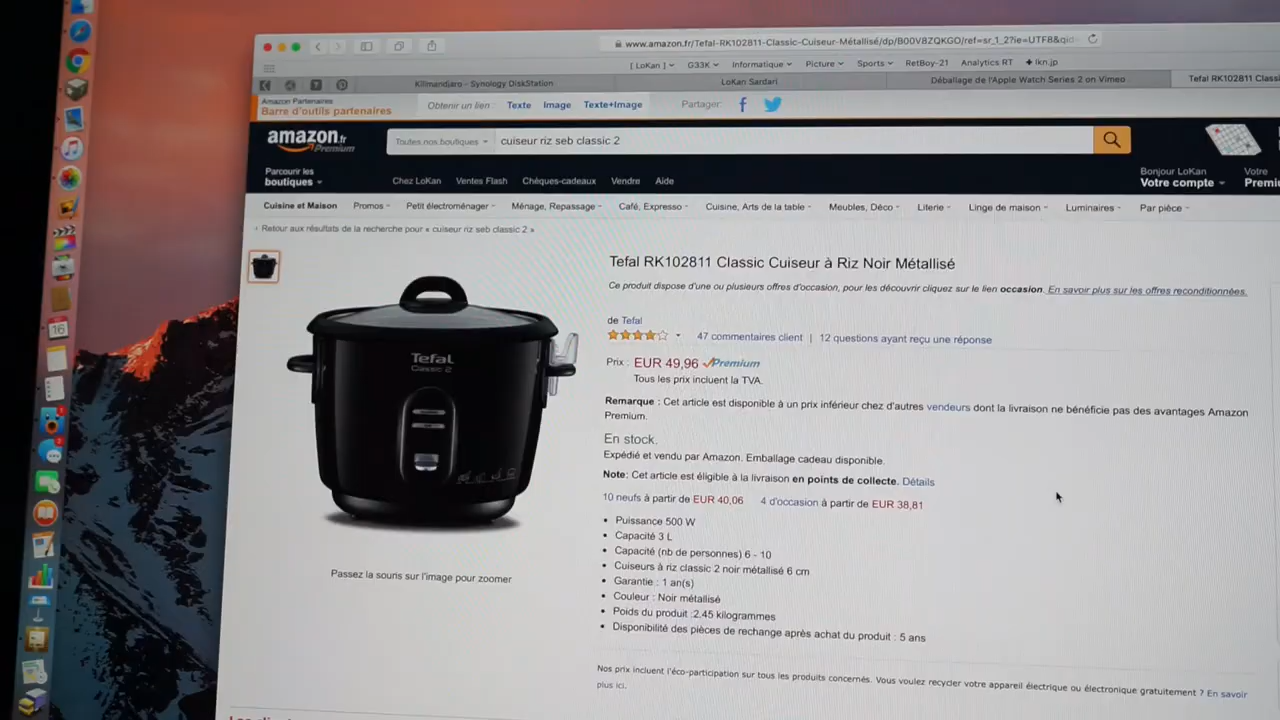 www.amazon.fr/Tefal-RK102811-Classic-Cuiseur-Métallisé/dp/B00V8ZQKGO/ref=sr_1_2?ie=UTF8&qid
[ LoKan ] G33K Informatique Picture Sports RetBoy-21 Analytics RT ikn.jp
Kilimandjaro - Synology DiskStation LoKan Sardari Déballage de l'Apple Watch Series 2 on Vimeo Tefal RK102811 Classi
Amazon Partenaires
Barre d'outils partenaires
Obtenir un lien : Texte Image Texte+Image Partager:
amazon.fr
Premium
Toutes nos boutiques cuiseur riz seb classic 2
Parcourir les
boutiques
Chez LoKan Ventes Flash Chèques-cadeaux Vendre Aide
Bonjour LoKan
Votre compte
Votre
Premi
Cuisine et Maison Promos Petit électroménager Ménage, Repassage Café, Expresso Cuisine, Arts de la table Meubles, Déco Literie Linge de maison Luminaires Par pièce
‹ Retour aux résultats de la recherche pour « cuiseur riz seb classic 2 »
Tefal RK102811 Classic Cuiseur à Riz Noir Métallisé
Ce produit dispose d'une ou plusieurs offres d'occasion, pour les découvrir cliquez sur le lien occasion. En savoir plus sur les offres reconditionnées.
de Tefal
47 commentaires client | 12 questions ayant reçu une réponse
Prix : EUR 49,96 Premium
Tous les prix incluent la TVA.
Remarque : Cet article est disponible à un prix inférieur chez d'autres vendeurs dont la livraison ne bénéficie pas des avantages Amazon
Premium.
En stock.
Expédié et vendu par Amazon. Emballage cadeau disponible.
Note: Cet article est éligible à la livraison en points de collecte. Détails
10 neufs à partir de EUR 40,06 4 d'occasion à partir de EUR 38,81
• Puissance 500 W
• Capacité 3 L
• Capacité (nb de personnes) 6 - 10
• Cuiseurs à riz classic 2 noir métallisé 6 cm
• Garantie : 1 an(s)
• Couleur : Noir métallisé
• Poids du produit :2.45 kilogrammes
• Disponibilité des pièces de rechange après achat du produit : 5 ans
Nos prix incluent l'éco-participation sur tous les produits concernés. Vous voulez recycler votre appareil électrique ou électronique gratuitement ? En savoir
plus ici.
Tefal
Classic 2
Passez la souris sur l'image pour zoomer
16